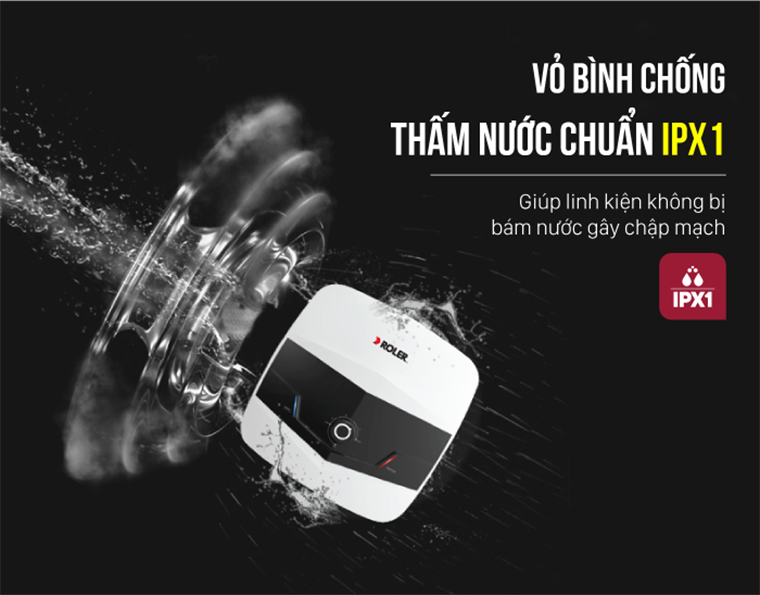 VỎ BÌNH CHỐNG
THẤM NƯỚC CHUẨN IPX1
Giúp linh kiện không bị
bám nước gây chập mạch
IPX1
ROLER